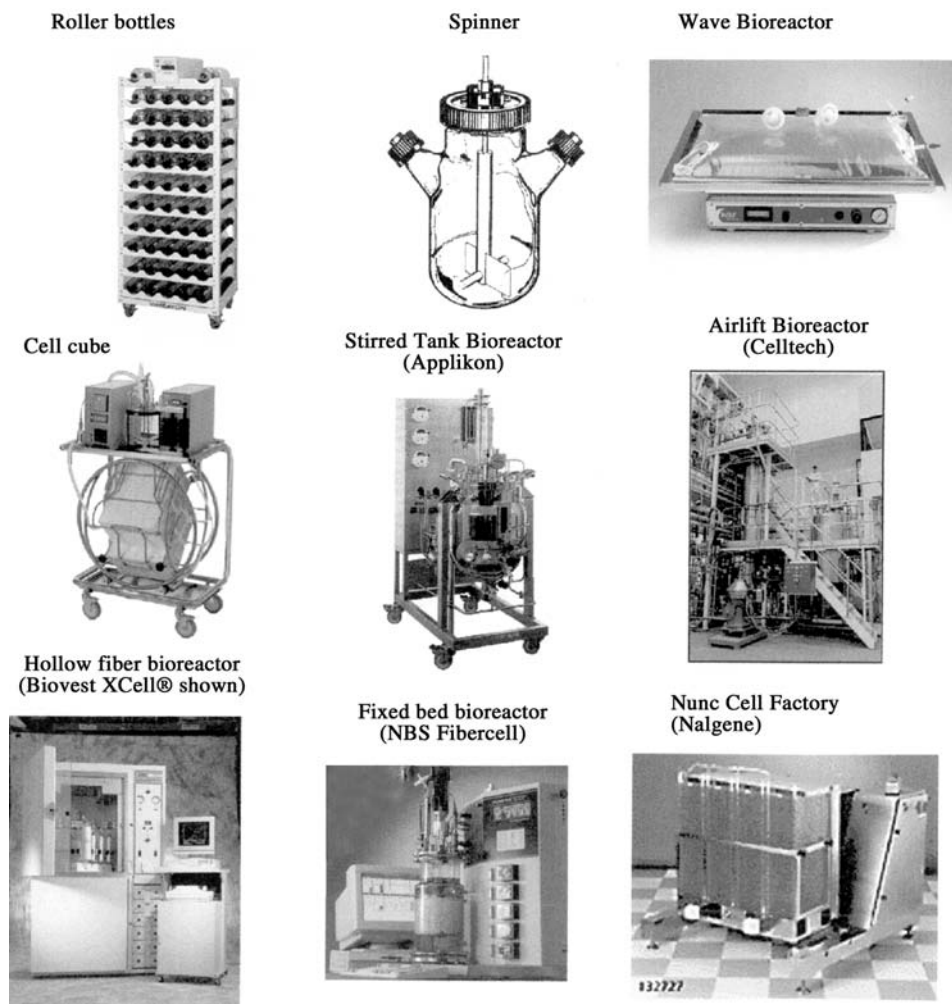 Roller bottles
Spinner
Wave Bioreactor
Cell cube
Stirred Tank Bioreactor
(Applikon)
Airlift Bioreactor
(Celltech)
Hollow fiber bioreactor
(Biovest XCell® shown)
Fixed bed bioreactor
(NBS Fibercell)
Nunc Cell Factory
(Nalgene)
132727